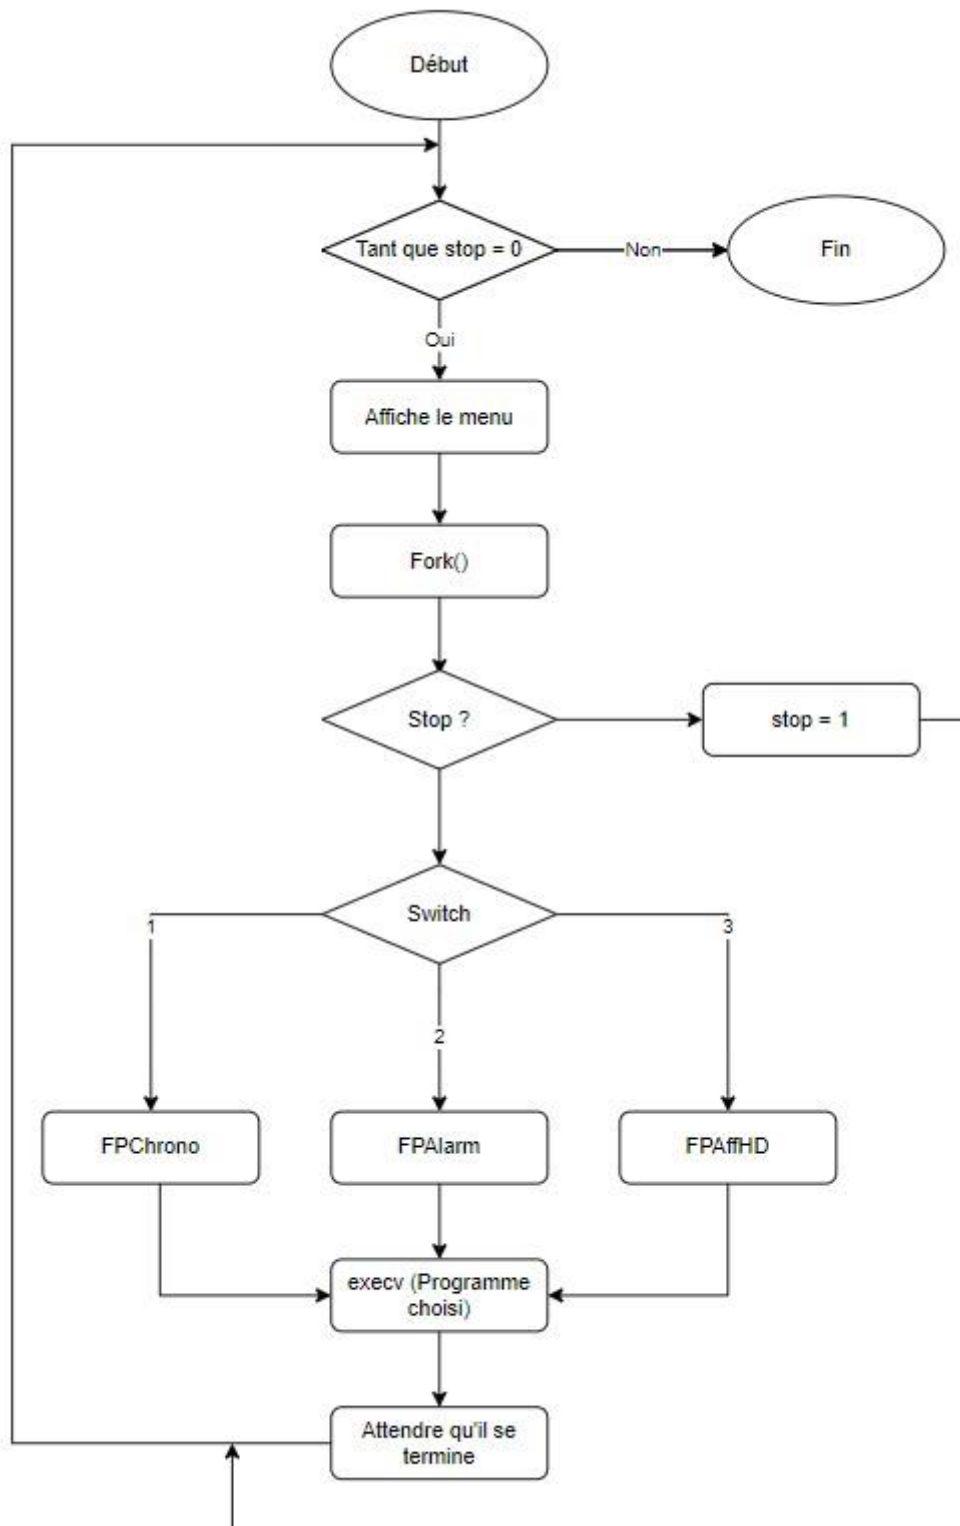 Début
Tant que stop = 0
Non
Fin
Oui
Affiche le menu
Fork()
Stop ?
stop = 1
Switch
1
3
2
FPChrono
FPAlarm
FPAffHD
execv (Programme
choisi)
Attendre qu'il se
termine